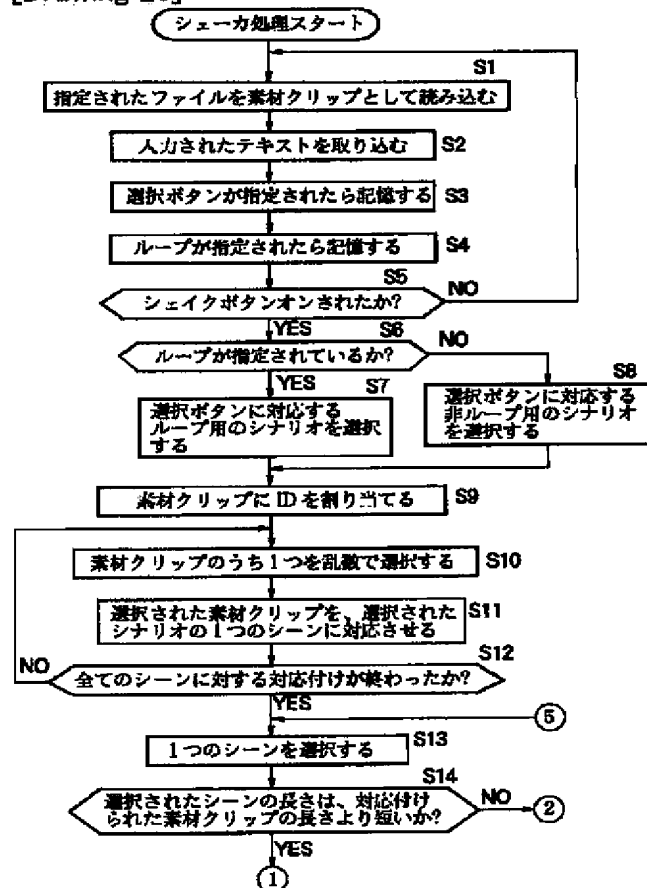 シェーカ処理スタート
S1
指定されたファイルを素材クリップとして読み込む
入力されたテキストを取り込む S2
選択ボタンが指定されたら記憶する S3
ループが指定されたら記憶する S4
S5
シェイクボタンオンされたか? NO
YES S6
ループが指定されているか? NO
YES S7
選択ボタンに対応する
ループ用のシナリオを選択
する
S8
選択ボタンに対応する
非ループ用のシナリオ
を選択する
素材クリップにIDを割り当てる S9
素材クリップのうち1つを乱数で選択する S10
選択された素材クリップを、選択された
シナリオの1つのシーンに対応させる
S11
S12
NO 全てのシーンに対する対応付けが終わったか?
YES
⑤
1つのシーンを選択する S13
S14
選択されたシーンの長さは、対応付け
られた素材クリップの長さより短いか?
NO ②
YES
①